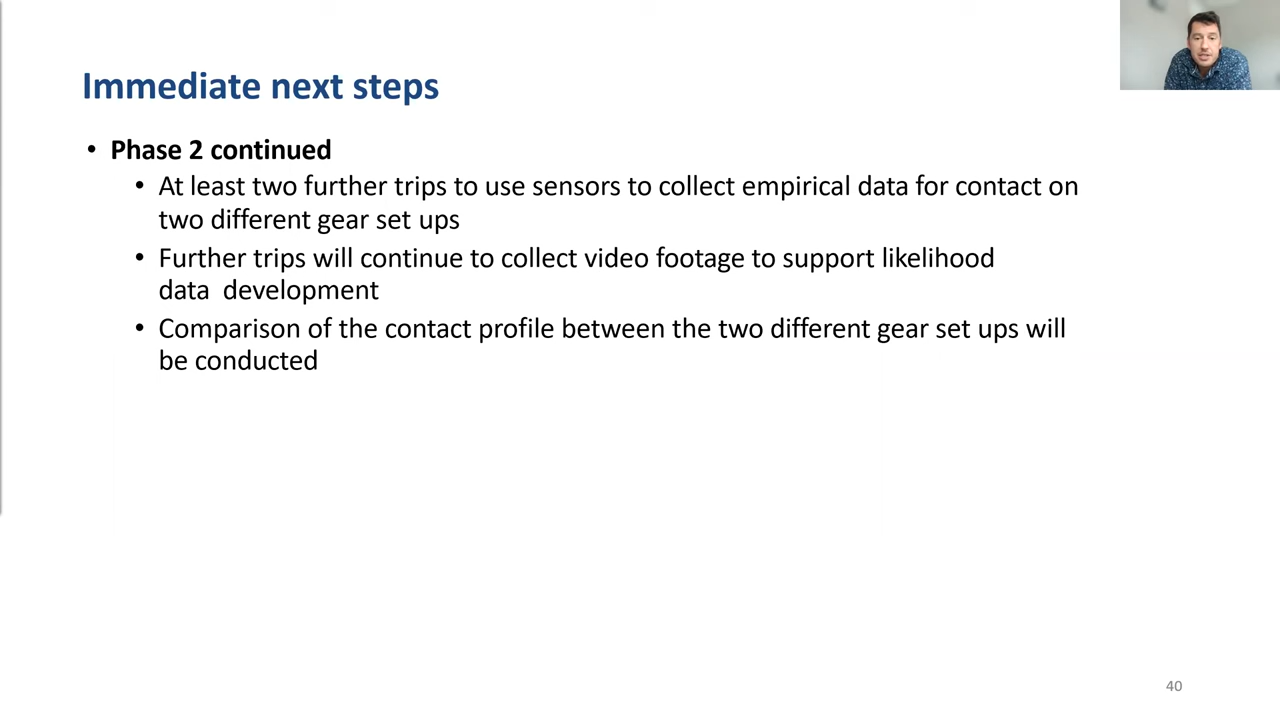 Immediate next steps
• Phase 2 continued
• At least two further trips to use sensors to collect empirical data for contact on
two different gear set ups
• Further trips will continue to collect video footage to support likelihood
data  development
• Comparison of the contact profile between the two different gear set ups will
be conducted
40